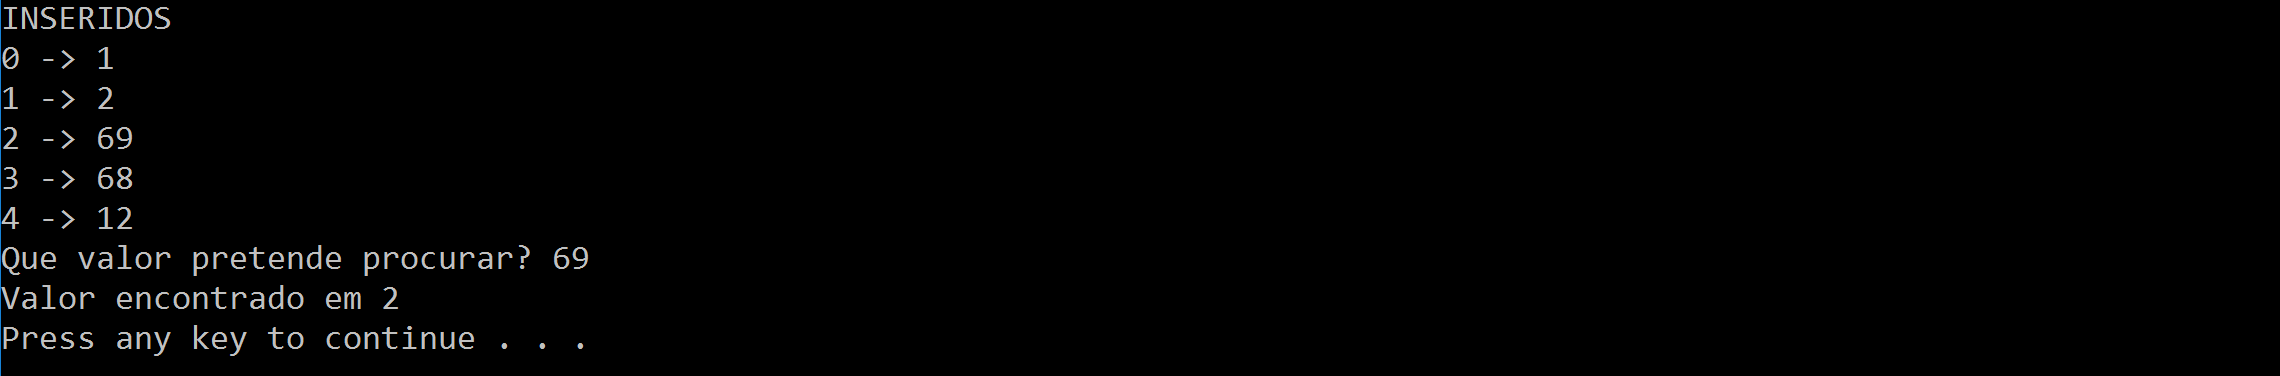 INSERIDOS
0 -> 1
1 -> 2
2 -> 69
3 -> 68
4 -> 12
Que valor pretende procurar? 69
Valor encontrado em 2
Press any key to continue . . .